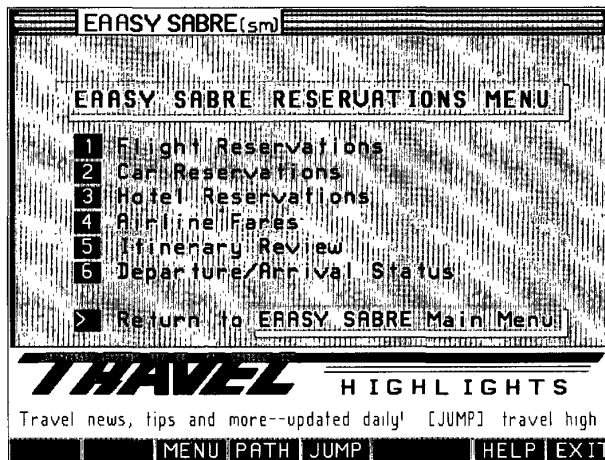 EAASY SABRE(sm)
EAASY SABRE RESERVATIONS MENU
1 Flight Reservations
2 Car Reservations
3 Hotel Reservations
4 Airline Fares
5 Itinerary Review
6 Departure/Arrival Status
> Return to EAASY SABRE Main Menu
TRAVEL HIGHLIGHTS
Travel news, tips and more--updated daily! [JUMP] travel high
MENU PATH JUMP HELP EXIT